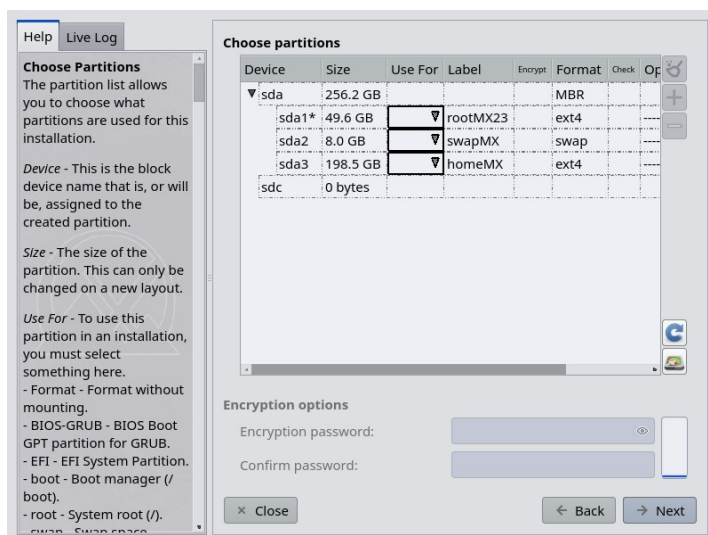 Help Live Log
Choose Partitions
The partition list allows
you to choose what
partitions are used for this
installation.
Device - This is the block
device name that is, or will
be, assigned to the
created partition.
Size - The size of the
partition. This can only be
changed on a new layout.
Use For - To use this
partition in an installation,
you must select
something here.
- Format - Format without
mounting.
- BIOS-GRUB - BIOS Boot
GPT partition for GRUB.
- EFI - EFI System Partition.
- boot - Boot manager (/
boot).
- root - System root (/).
- swap - Swap space.
Choose partitions
Device Size Use For Label Encrypt Format Check Op
sda 256.2 GB MBR
sda1* 49.6 GB rootMX23 ext4 ----
sda2 8.0 GB swapMX swap ----
sda3 198.5 GB homeMX ext4 ----
sdc 0 bytes
Encryption options
Encryption password:
Confirm password:
× Close
← Back
→ Next